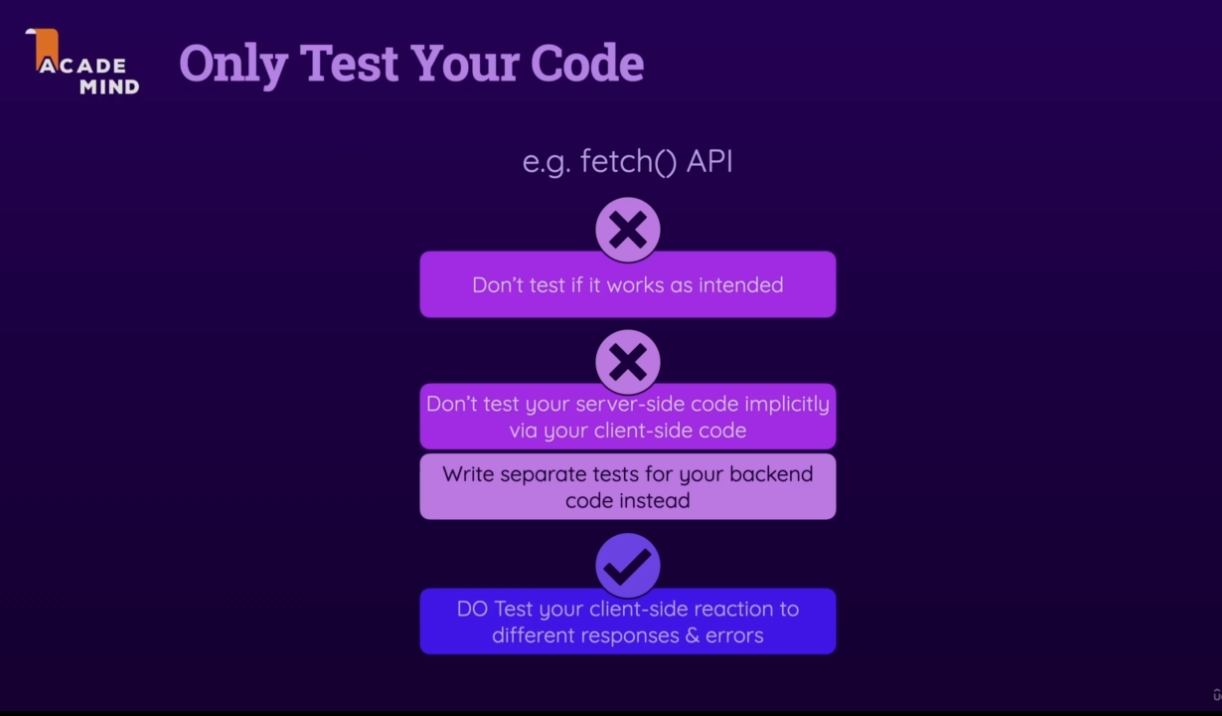 ACADE
MIND
Only Test Your Code
e.g. fetch() API
Don't test if it works as intended
Don't test your server-side code implicitly
via your client-side code
Write separate tests for your backend
code instead
DO Test your client-side reaction to
different responses & errors